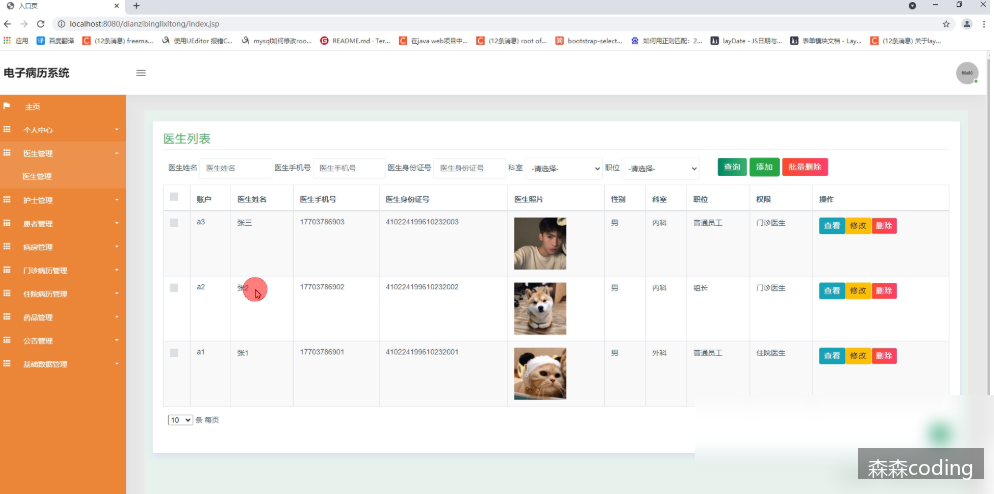 入口页
localhost:8080/dianzibinglixitong/index.jsp
应用 百度翻译 (12条消息) freema... 使用UEditor 报错C... mysql如何修改roo... README.md · Ter... 在java web项目中... (12条消息) root of... bootstrap-select... 如何用正则匹配：2... layDate - JS日期与... 表单模块文档 - Lay... (12条消息) 关于lay...
电子病历系统
主页
个人中心
医生管理
医生管理
护士管理
患者管理
病房管理
门诊病历管理
住院病历管理
药品管理
公告管理
基础数据管理
医生列表
医生姓名 医生姓名 医生手机号 医生手机号 医生身份证号 医生身份证号 科室 -请选择- 职位 -请选择- 查询 添加 批量删除
账户 医生姓名 医生手机号 医生身份证号 医生照片 性别 科室 职位 权限 操作
a3 张三 17703786903 410224199610232003 男 内科 普通员工 门诊医生 查看 修改 删除
a2 张2 17703786902 410224199610232002 男 内科 组长 门诊医生 查看 修改 删除
a1 张1 17703786901 410224199610232001 男 外科 普通员工 住院医生 查看 修改 删除
10 条 每页
森森coding